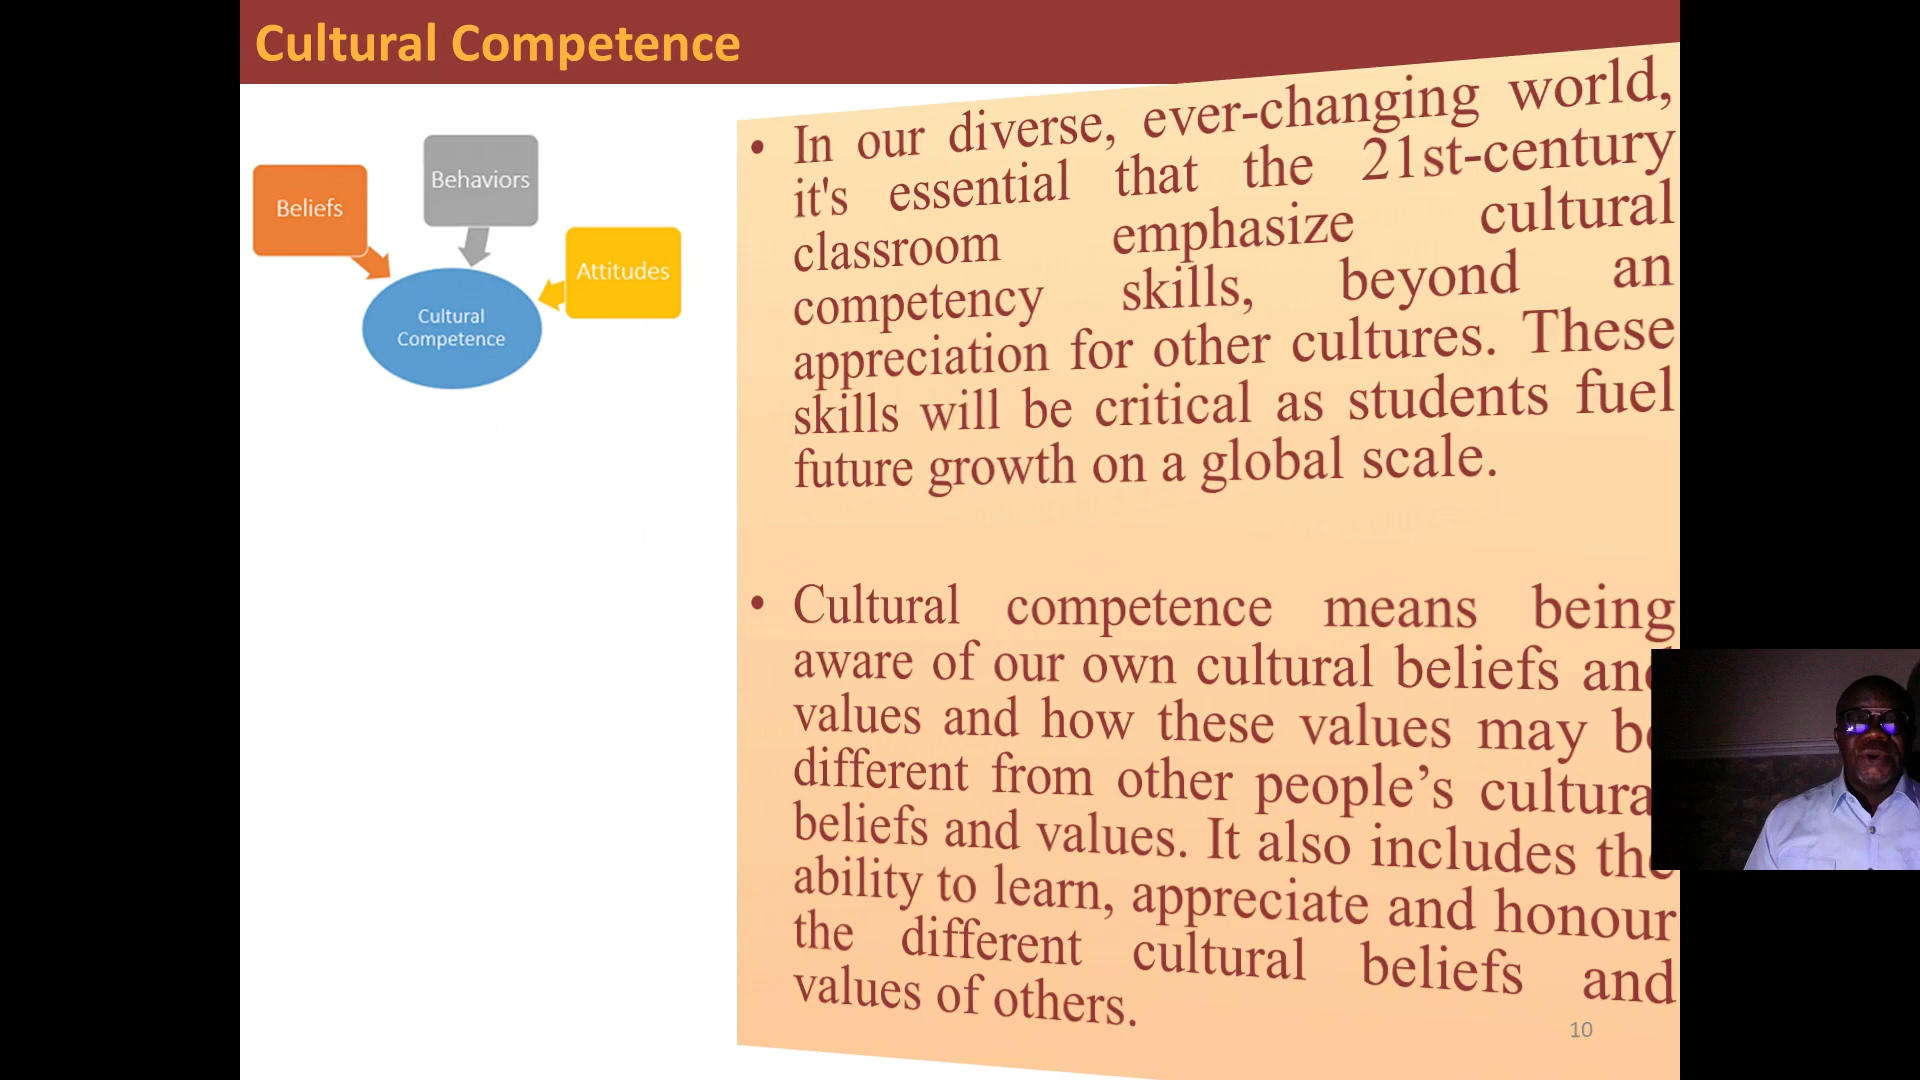 Cultural Competence
Beliefs
Behaviors
Attitudes
Cultural
Competence
• In our diverse, ever-changing world,
it's essential that the 21st-century
classroom emphasize cultural
competency skills, beyond an
appreciation for other cultures. These
skills will be critical as students fuel
future growth on a global scale.
• Cultural competence means being
aware of our own cultural beliefs and
values and how these values may be
different from other people’s cultural
beliefs and values. It also includes the
ability to learn, appreciate and honour
the different cultural beliefs and
values of others.
10